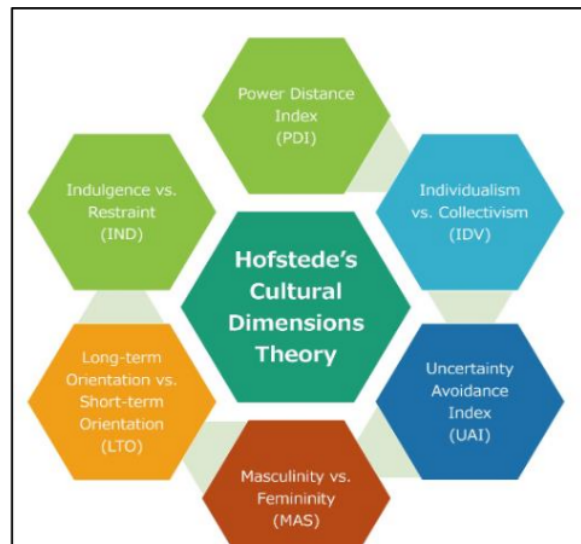 Power Distance
Index
(PDI)
Individualism
vs. Collectivism
(IDV)
Uncertainty
Avoidance
Index
(UAI)
Masculinity vs.
Femininity
(MAS)
Long-term
Orientation vs.
Short-term
Orientation
(LTO)
Indulgence vs.
Restraint
(IND)
Hofstede's
Cultural
Dimensions
Theory